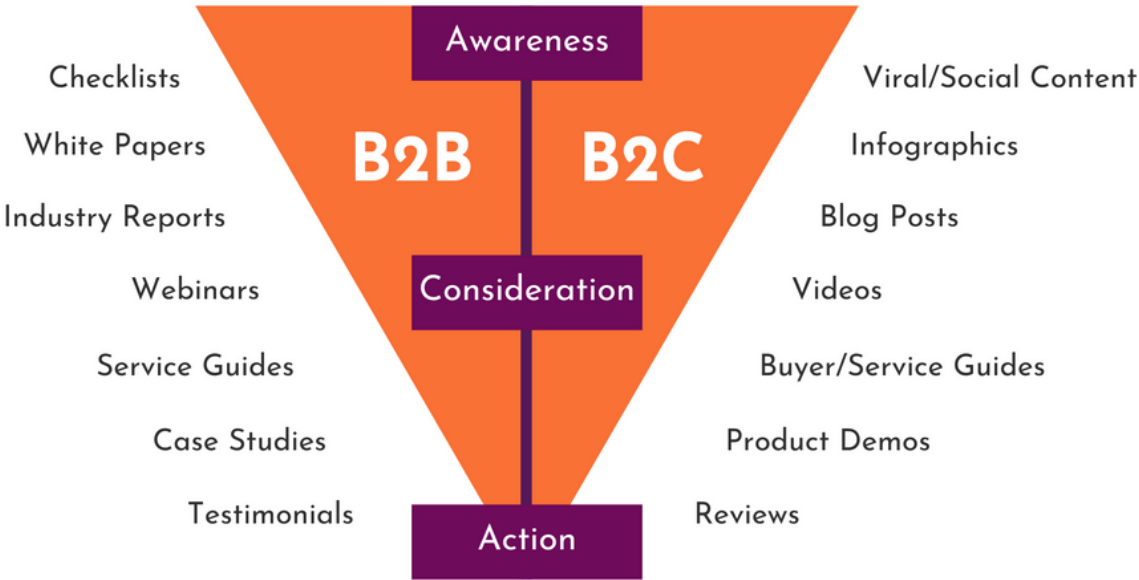 Awareness
Checklists
Viral/Social Content
White Papers
B2B
B2C
Infographics
Industry Reports
Blog Posts
Webinars
Consideration
Videos
Service Guides
Buyer/Service Guides
Case Studies
Product Demos
Testimonials
Reviews
Action